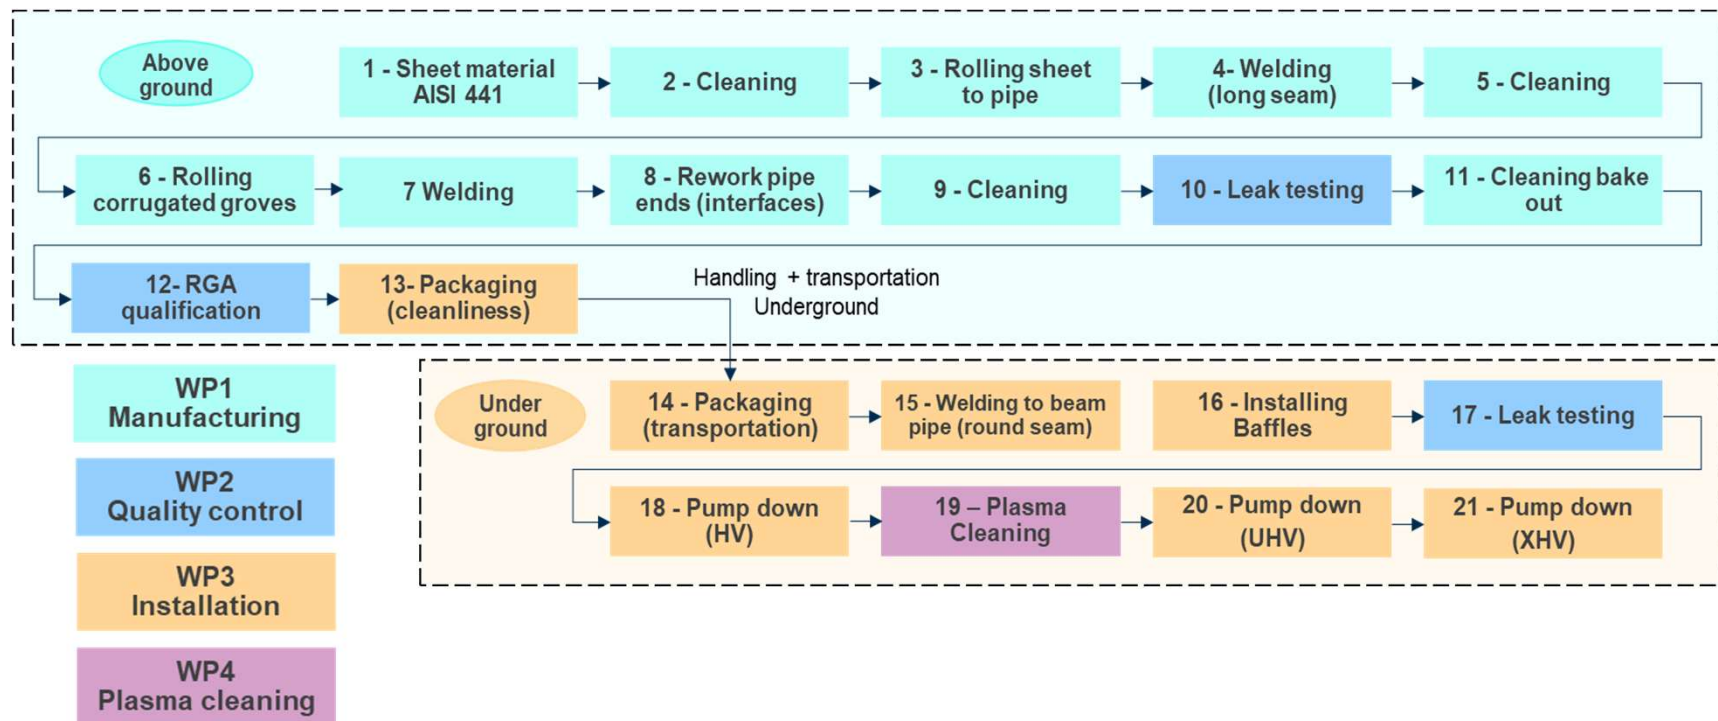 Above
ground
1 - Sheet material
AISI 441
2 - Cleaning
3 - Rolling sheet
to pipe
4- Welding
(long seam)
5 - Cleaning
6 - Rolling
corrugated groves
7 Welding
8 - Rework pipe
ends (interfaces)
9 - Cleaning
10 - Leak testing
11 - Cleaning bake
out
12- RGA
qualification
13- Packaging
(cleanliness)
Handling + transportation
Underground
WP1
Manufacturing
WP2
Quality control
WP3
Installation
WP4
Plasma cleaning
Under
ground
14 - Packaging
(transportation)
15 - Welding to beam
pipe (round seam)
16 - Installing
Baffles
17 - Leak testing
18 - Pump down
(HV)
19 – Plasma
Cleaning
20 - Pump down
(UHV)
21 - Pump down
(XHV)